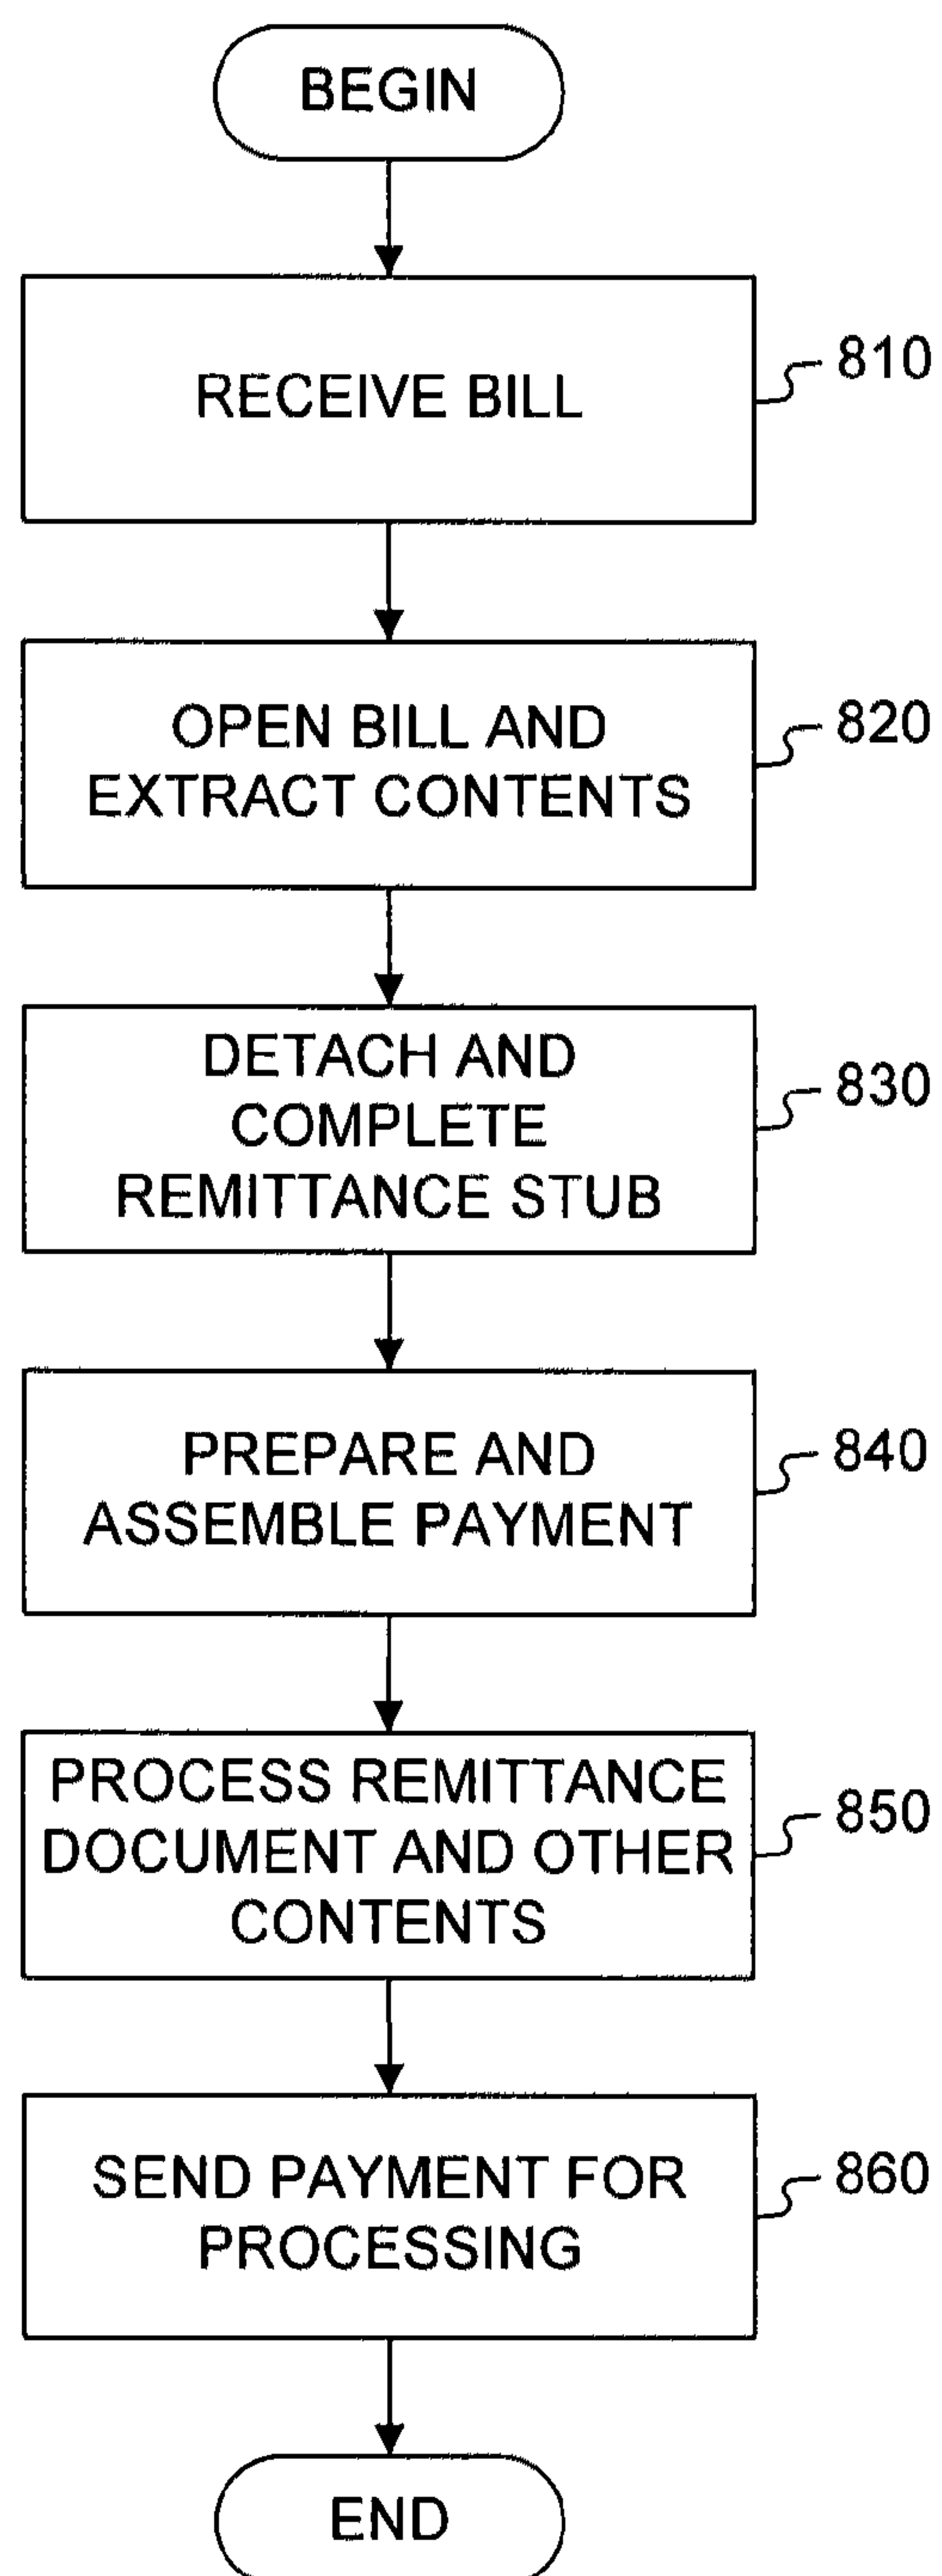 BEGIN
RECEIVE BILL
810
OPEN BILL AND
EXTRACT CONTENTS
820
DETACH AND
COMPLETE
REMITTANCE STUB
830
PREPARE AND
ASSEMBLE PAYMENT
840
PROCESS REMITTANCE
DOCUMENT AND OTHER
CONTENTS
850
SEND PAYMENT FOR
PROCESSING
860
END